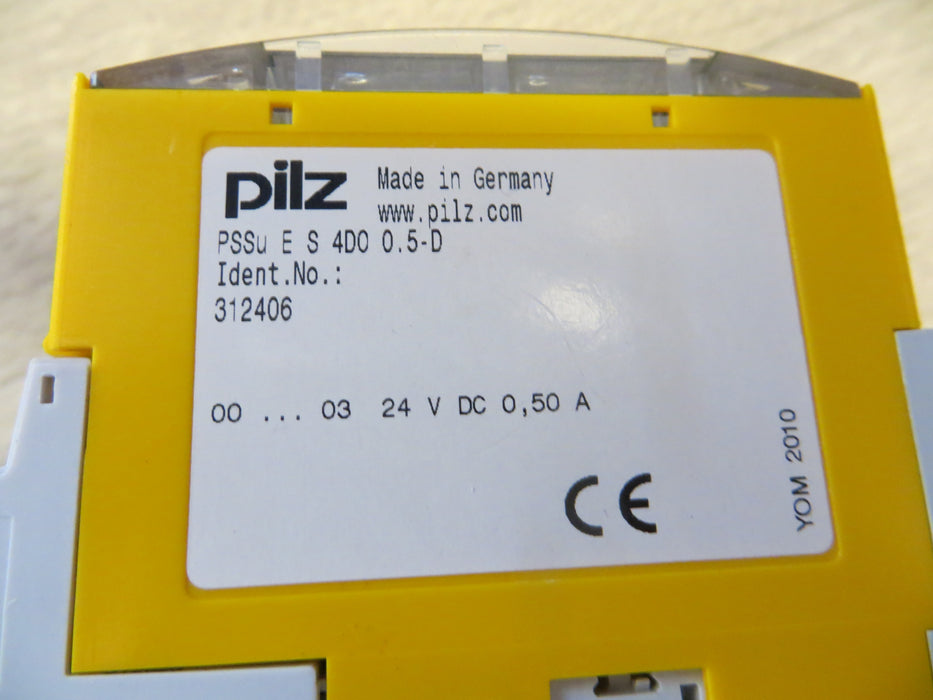 pilz Made in Germany
www.pilz.com
PSSu E S 4DO 0.5-D
Ident.No.:
312406
00 ... 03 24 V DC 0,50 A
CE
YOM 2010